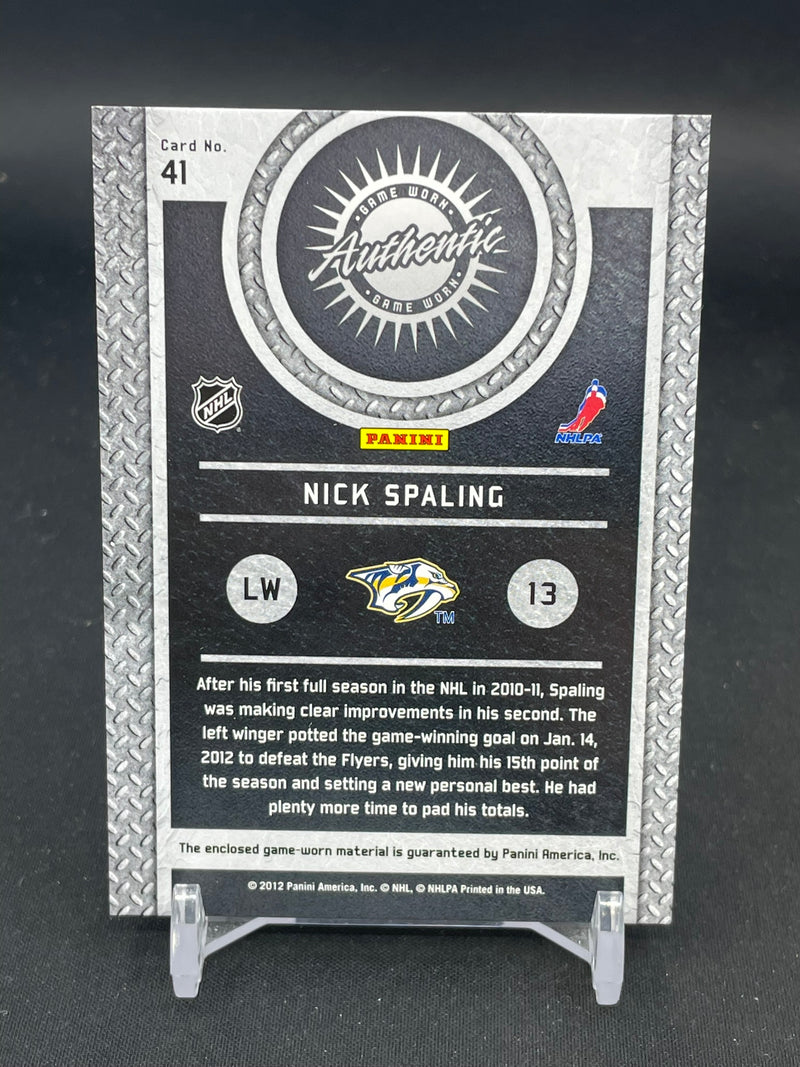 Card No.
41
GAME WORN
Authentic
GAME WORN
NHL
NHLPA
PANINI
NICK SPALING
LW
13
TM
After his first full season in the NHL in 2010-11, Spaling
was making clear improvements in his second. The
left winger potted the game-winning goal on Jan. 14,
2012 to defeat the Flyers, giving him his 15th point of
the season and setting a new personal best. He had
plenty more time to pad his totals.
The enclosed game-worn material is guaranteed by Panini America, Inc.
© 2012 Panini America, Inc. © NHL, © NHLPA Printed in the USA.